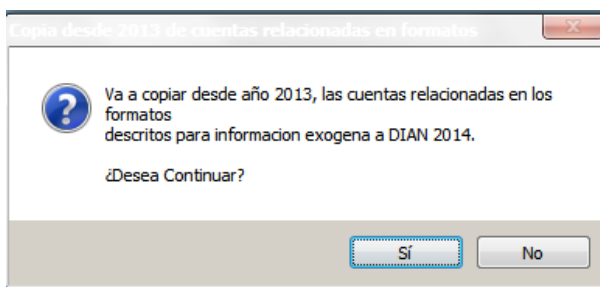 Copia desde 2013 de cuentas relacionadas en formatos
Va a copiar desde año 2013, las cuentas relacionadas en los
formatos
descritos para informacion exogena a DIAN 2014.
¿Desea Continuar?
Sí
No